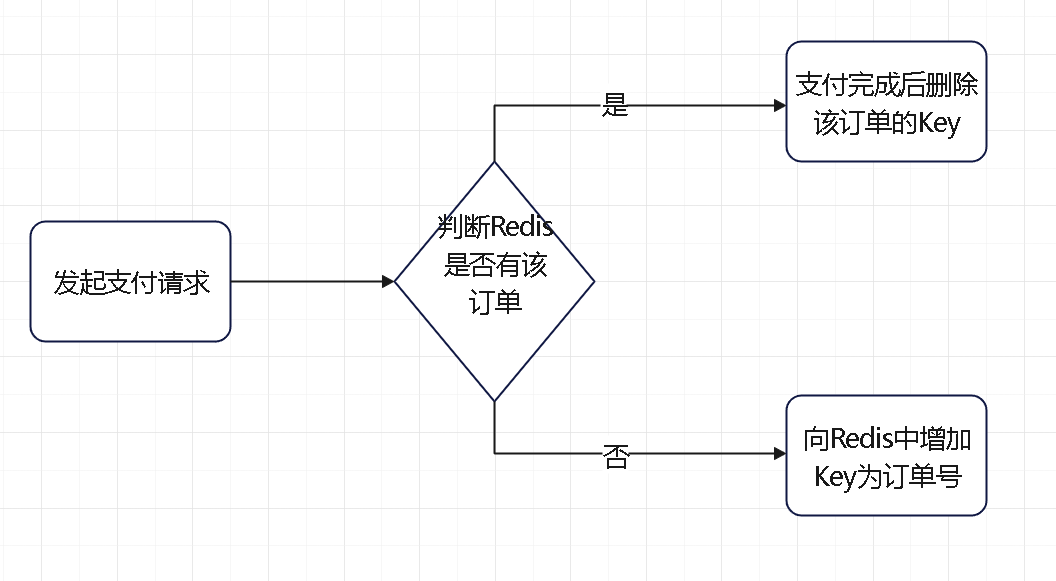 发起支付请求
判断Redis
是否有该
订单
是
支付完成后删除
该订单的Key
否
向Redis中增加
Key为订单号